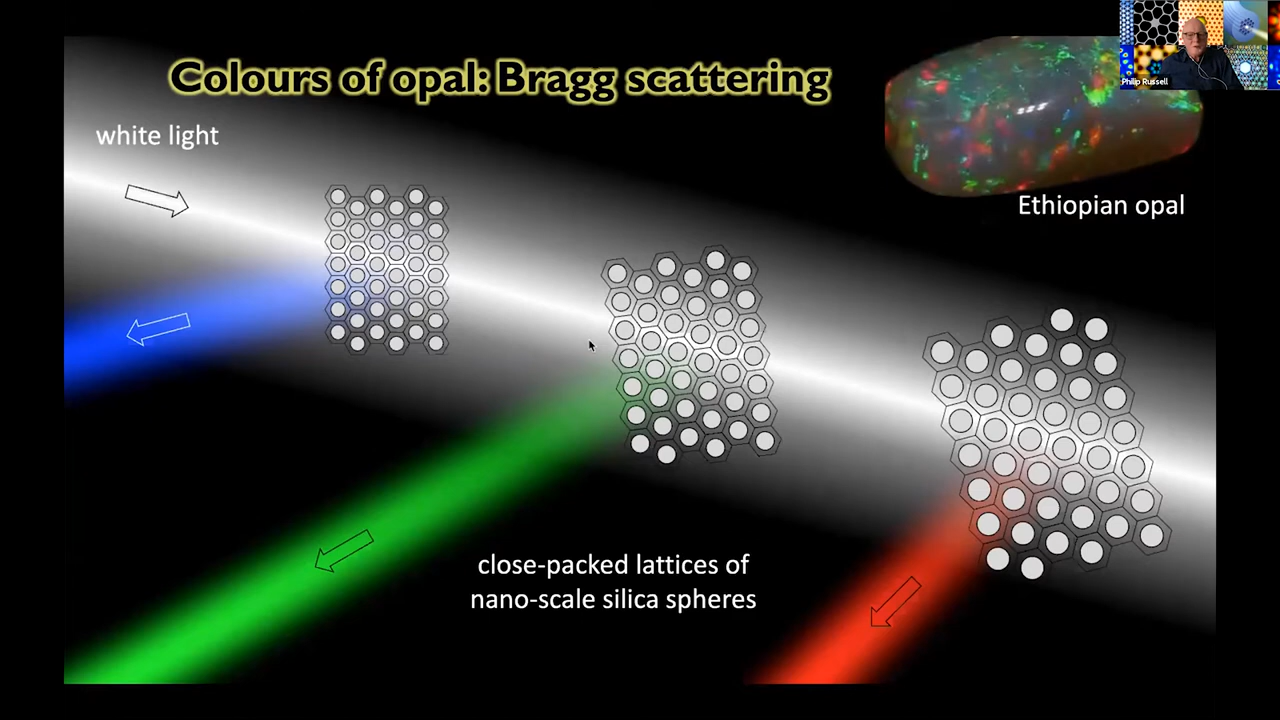 Colours of opal: Bragg scattering
Philip Russell
white light
Ethiopian opal
close-packed lattices of
nano-scale silica spheres